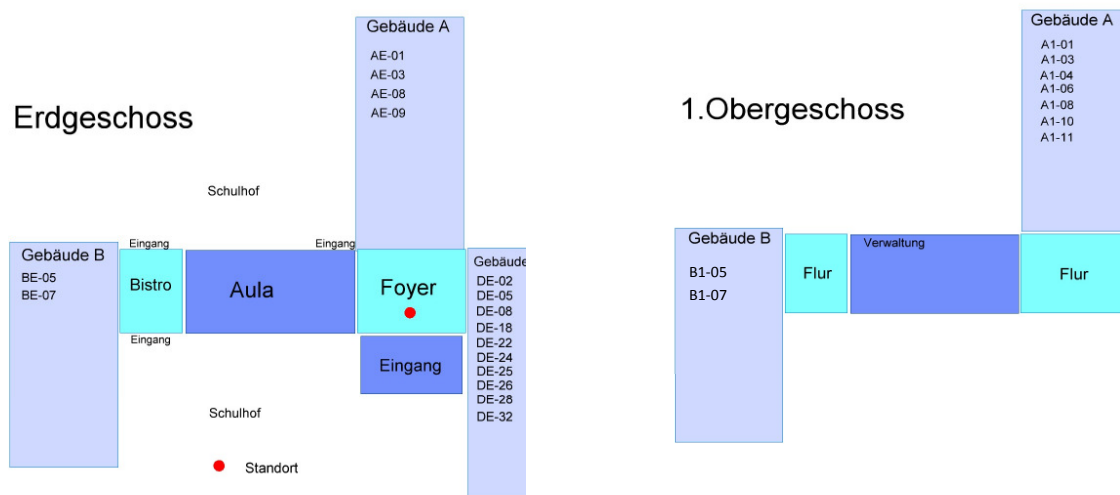 Erdgeschoss
Gebäude A
AE-01
AE-03
AE-08
AE-09
Schulhof
Eingang
Eingang
Gebäude B
BE-05
BE-07
Bistro
Aula
Foyer
Gebäude
DE-02
DE-05
DE-08
DE-18
DE-22
DE-24
DE-25
DE-26
DE-28
DE-32
Eingang
Eingang
Schulhof
Standort
1.Obergeschoss
Gebäude A
A1-01
A1-03
A1-04
A1-06
A1-08
A1-10
A1-11
Gebäude B
B1-05
B1-07
Flur
Verwaltung
Flur